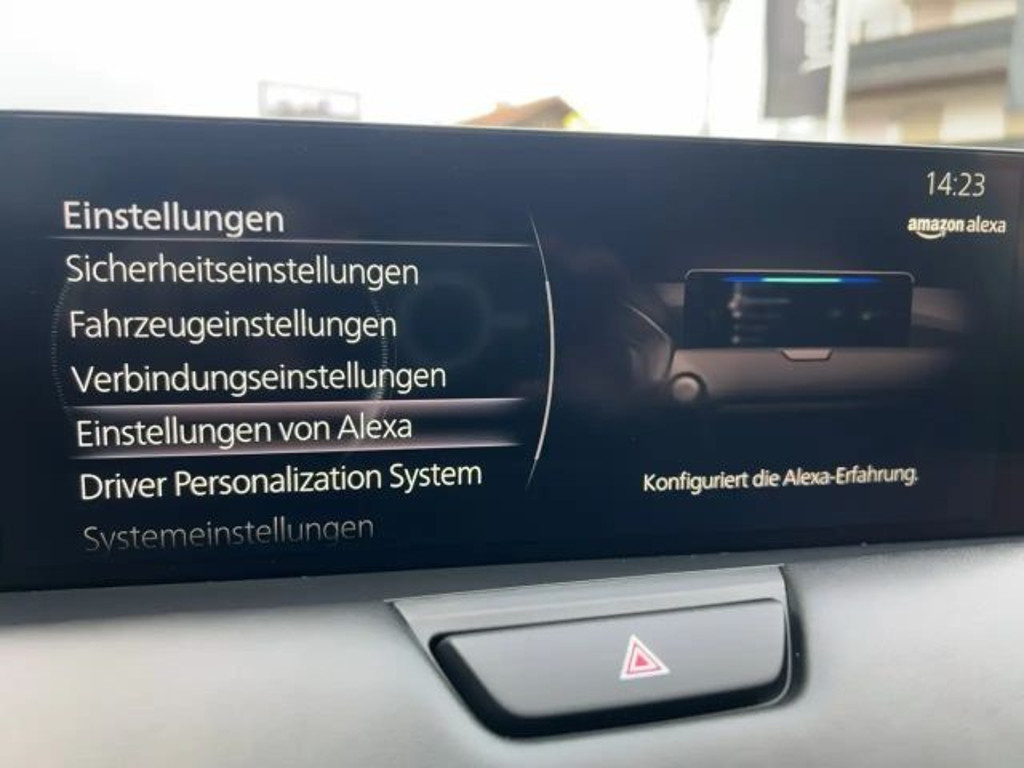 14:23
amazon alexa
Einstellungen
Sicherheitseinstellungen
Fahrzeugeinstellungen
Verbindungseinstellungen
Einstellungen von Alexa
Driver Personalization System
Systemeinstellungen
Konfiguriert die Alexa-Erfahrung.